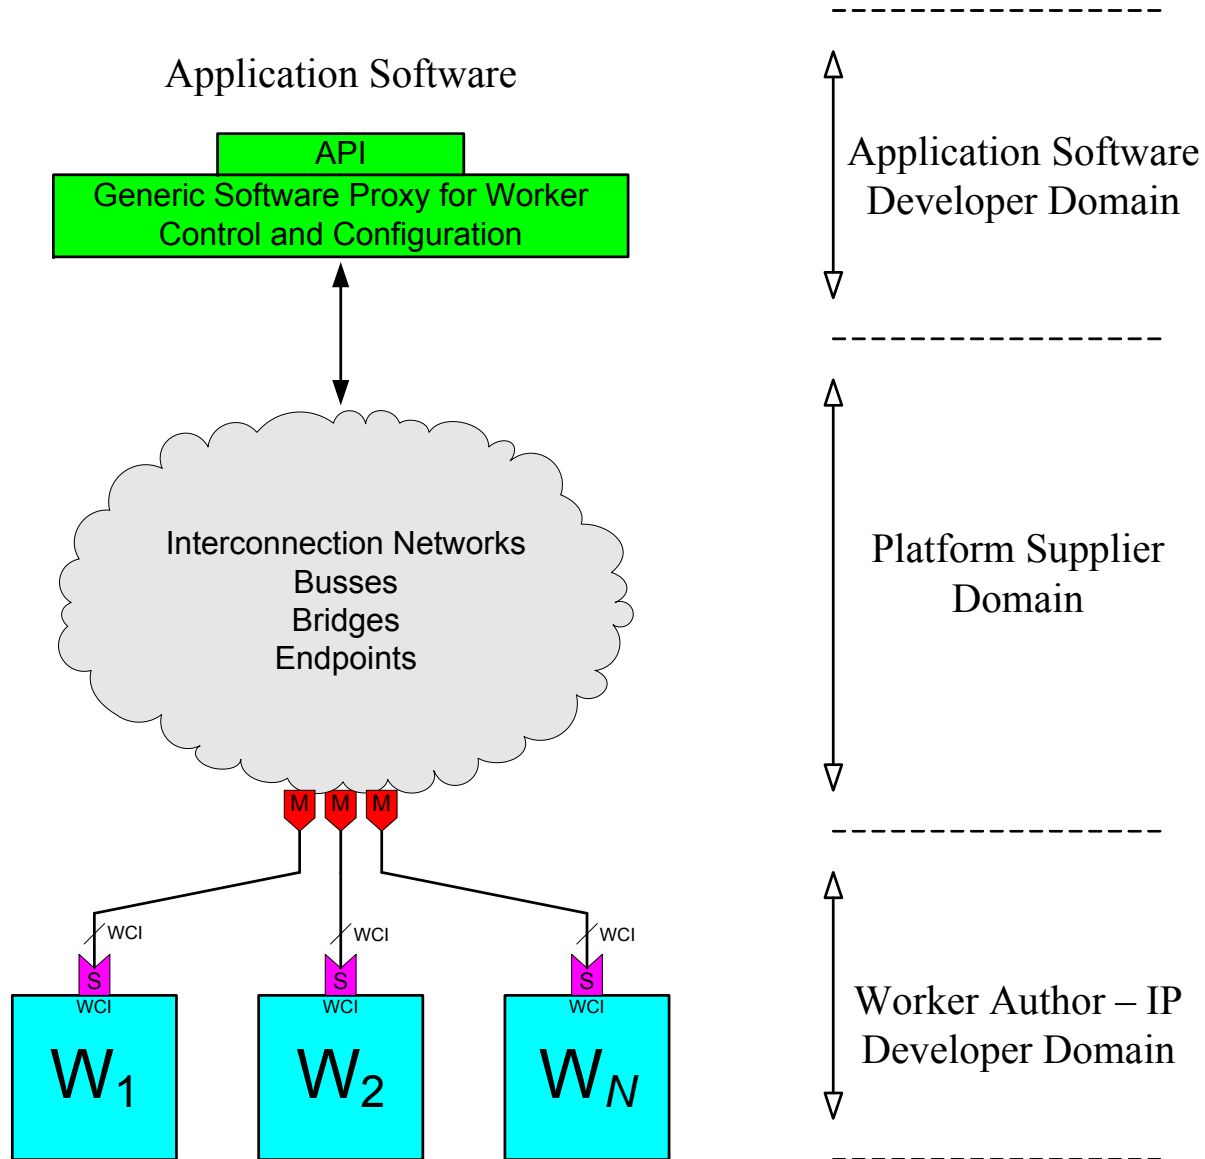 Application Software
API
Generic Software Proxy for Worker
Control and Configuration
Application Software
Developer Domain
Interconnection Networks
Busses
Bridges
Endpoints
Platform Supplier
Domain
M
M
M
WCI
WCI
WCI
S
S
S
WCI
WCI
WCI
W1
W2
WN
Worker Author – IP
Developer Domain